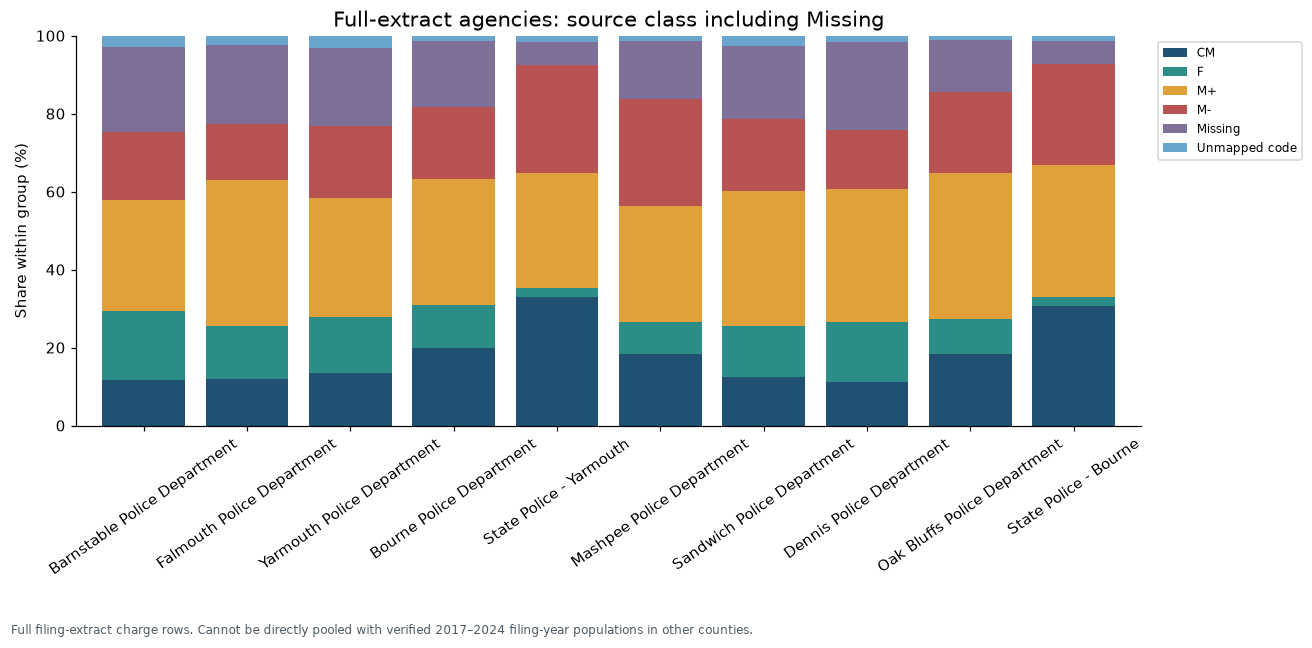 Full-extract agencies: source class including Missing
Share within group (%)
100
80
60
40
20
0
CM
F
M+
M-
Missing
Unmapped code
Barnstable Police Department
Falmouth Police Department
Yarmouth Police Department
Bourne Police Department
State Police - Yarmouth
Mashpee Police Department
Sandwich Police Department
Dennis Police Department
Oak Bluffs Police Department
State Police - Bourne
Full filing-extract charge rows. Cannot be directly pooled with verified 2017–2024 filing-year populations in other counties.